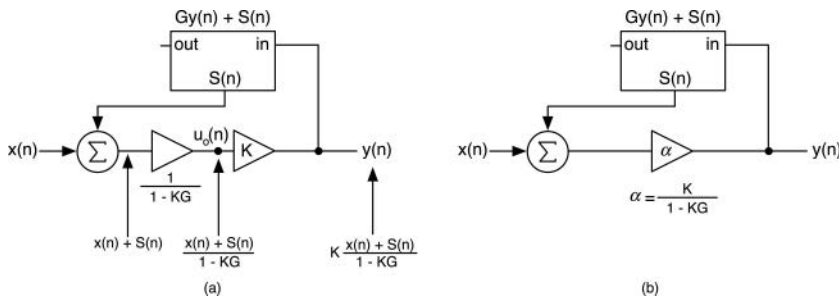 Gy(n) + S(n)
out in
S(n)
x(n)
Σ
u₀(n)
K
y(n)
1
1 - KG
x(n) + S(n)
x(n) + S(n)
1 - KG
K x(n) + S(n)
1 - KG
(a)
Gy(n) + S(n)
out in
S(n)
x(n)
Σ
α
y(n)
α = K
1 - KG
(b)